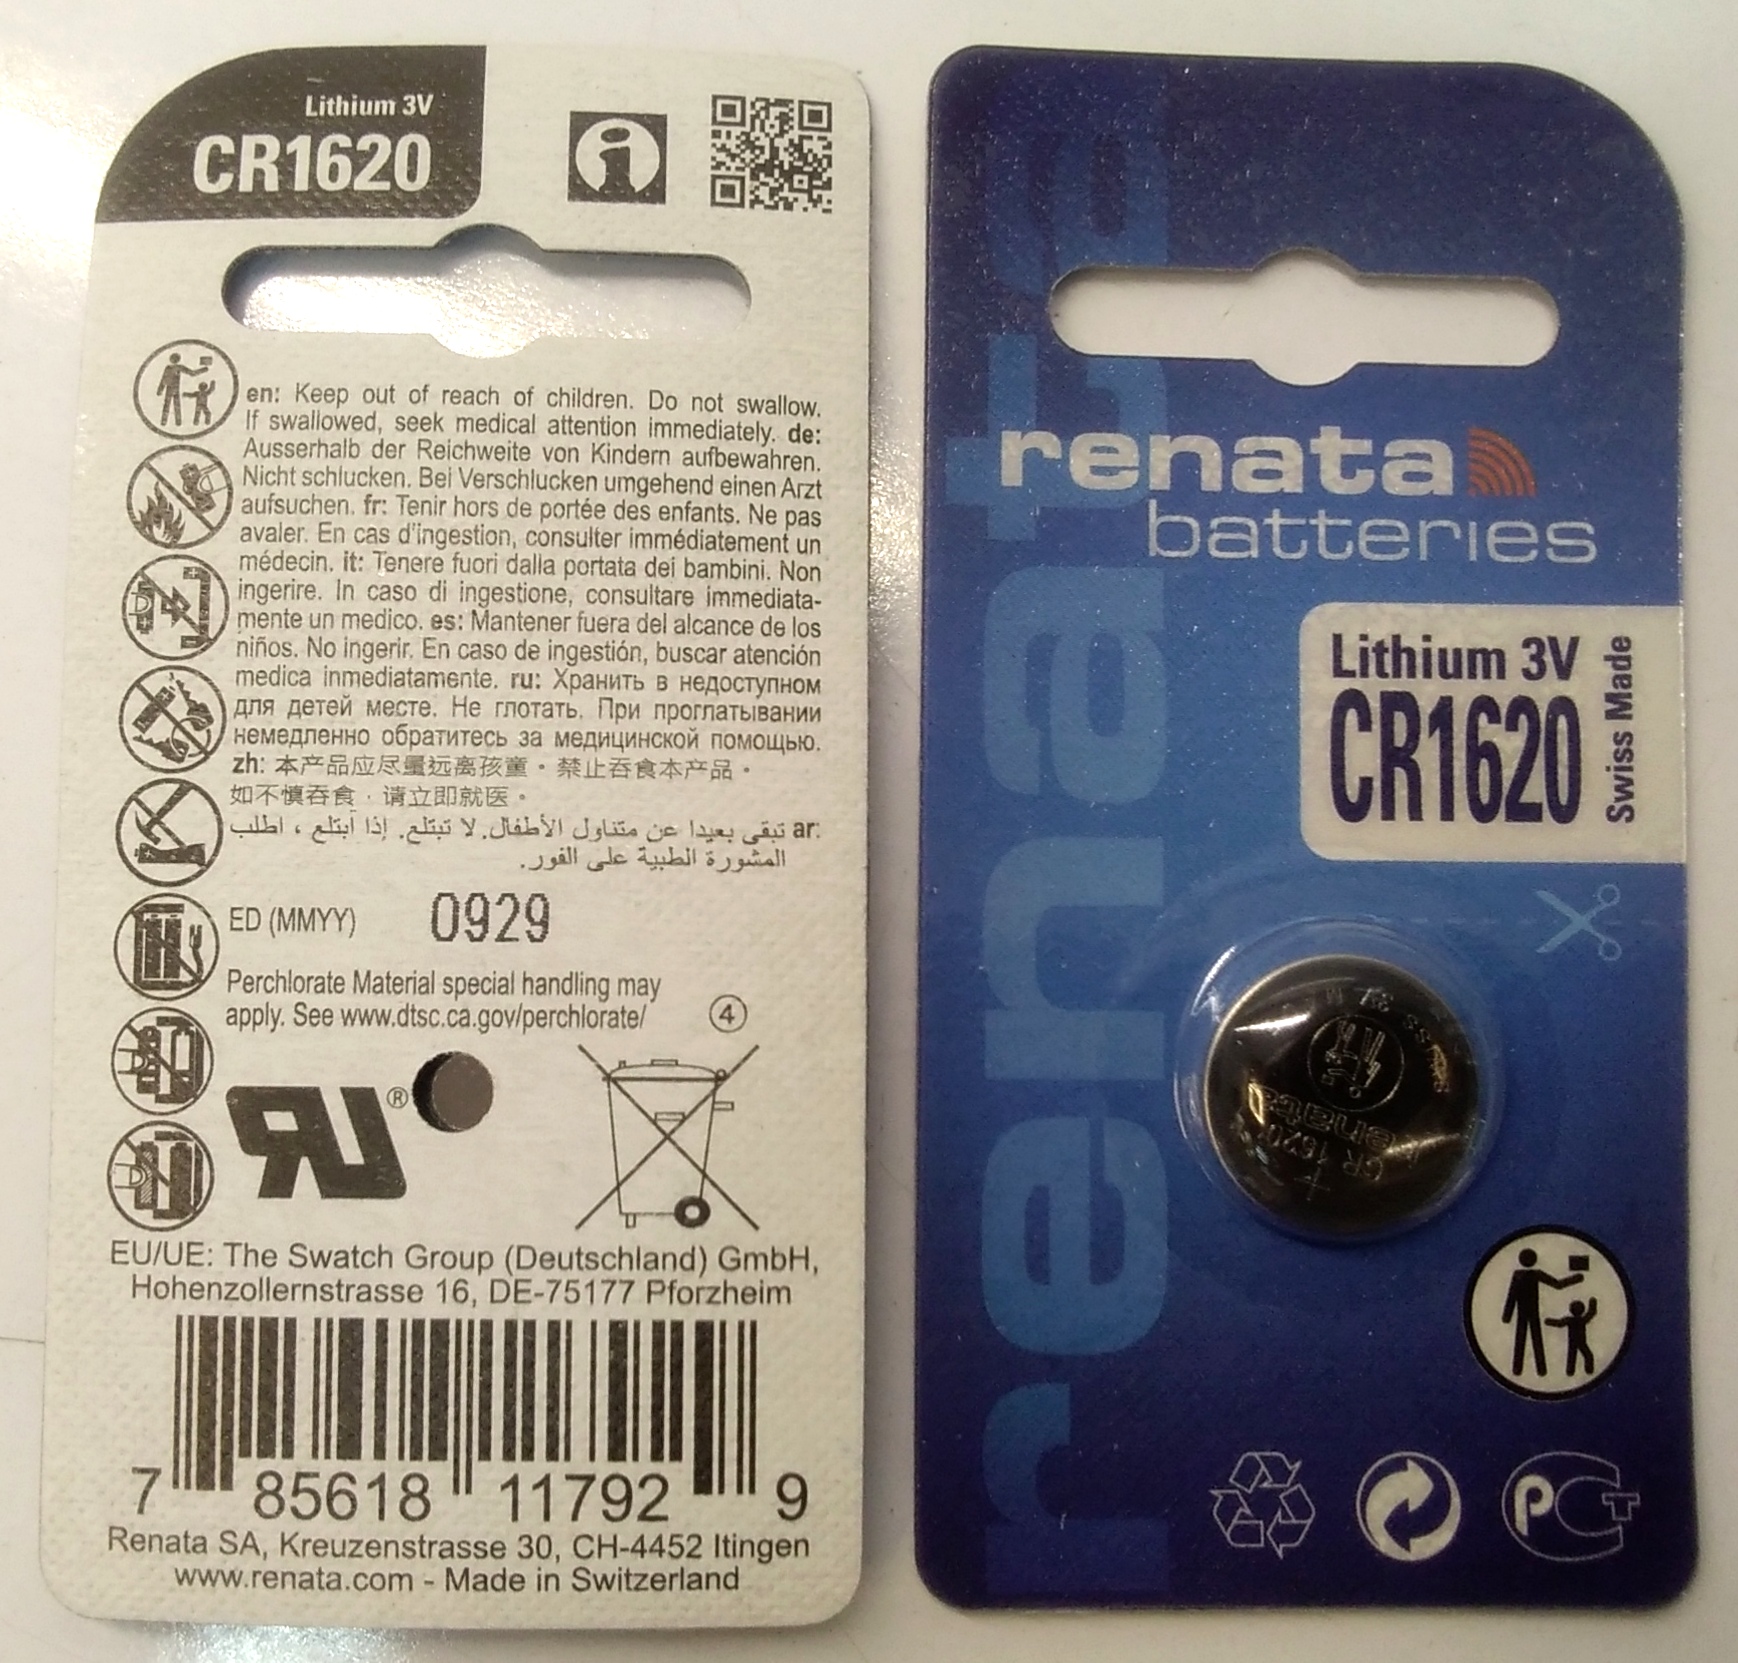 Lithium 3V
CR1620
en: Keep out of reach of children. Do not swallow.
If swallowed, seek medical attention immediately. de:
Ausserhalb der Reichweite von Kindern aufbewahren.
Nicht schlucken. Bei Verschlucken umgehend einen Arzt
aufsuchen. fr: Tenir hors de portée des enfants. Ne pas
avaler. En cas d'ingestion, consulter immédiatement un
médecin. it: Tenere fuori dalla portata dei bambini. Non
ingerire. In caso di ingestione, consultare immediata-
mente un medico. es: Mantener fuera del alcance de los
niños. No ingerir. En caso de ingestión, buscar atención
medica inmediatamente. ru: Хранить в недоступном
для детей месте. Не глотать. При проглатывании
немедленно обратитесь за медицинской помощью.
zh: 本产品应尽量远离孩童。禁止吞食本产品。
如不慎吞食，请立即就医。
ar: تبقى بعيدا عن متناول الأطفال. لا تبتلع. إذا أبتلع ، اطلب
المشورة الطبية على الفور.
ED (MMYY) 0929
Perchlorate Material special handling may
apply. See www.dtsc.ca.gov/perchlorate/ ④
®
EU/UE: The Swatch Group (Deutschland) GmbH,
Hohenzollernstrasse 16, DE-75177 Pforzheim
7 85618 11792 9
Renata SA, Kreuzenstrasse 30, CH-4452 Itingen
www.renata.com - Made in Switzerland
renata
renata
batteries
Lithium 3V
CR1620
Swiss Made
renata
CR 1620
+